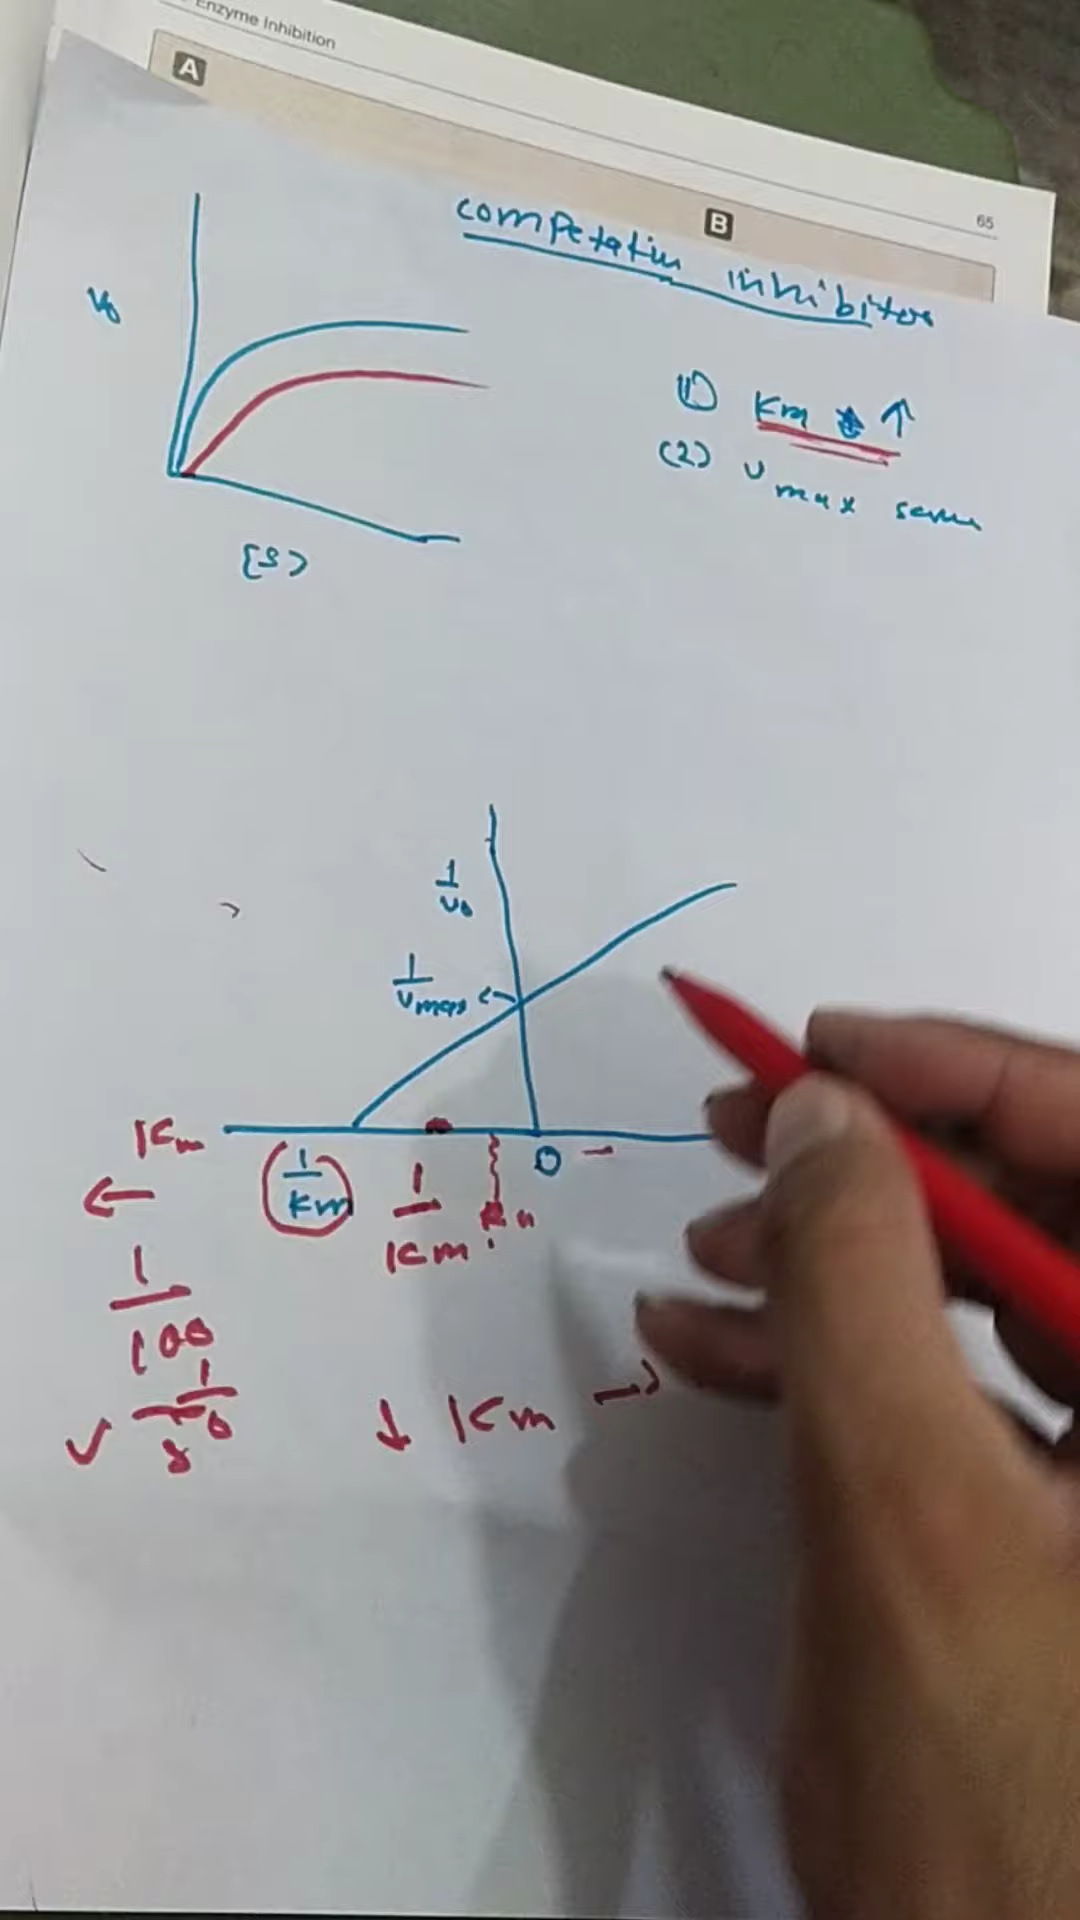 Enzyme Inhibition
A
B
65
competatin inhibitor
V0
(1) Km ↑
(2) Vmax same
[S]
1/V0
1/Vmax ←
Km
←
1/Km
1/Km
0 −
1/100
✓
↓ Km →